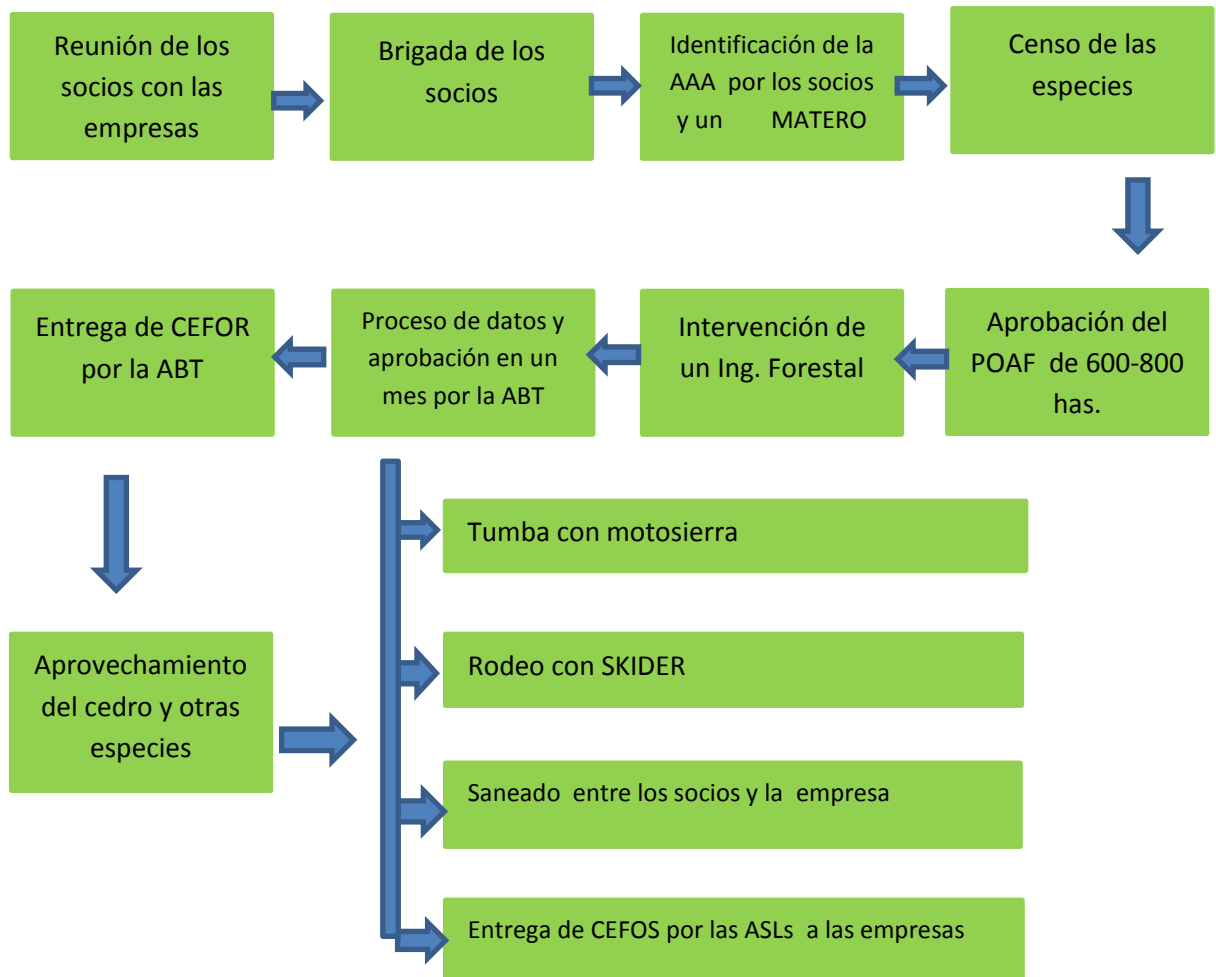 Reunión de los
socios con las
empresas
Brigada de los
socios
Identificación de la
AAA por los socios
y un MATERO
Censo de las
especies
Entrega de CEFOR
por la ABT
Proceso de datos y
aprobación en un
mes por la ABT
Intervención de
un Ing. Forestal
Aprobación del
POAF de 600-800
has.
Tumba con motosierra
Aprovechamiento
del cedro y otras
especies
Rodeo con SKIDER
Saneado entre los socios y la empresa
Entrega de CEFOS por las ASLs a las empresas